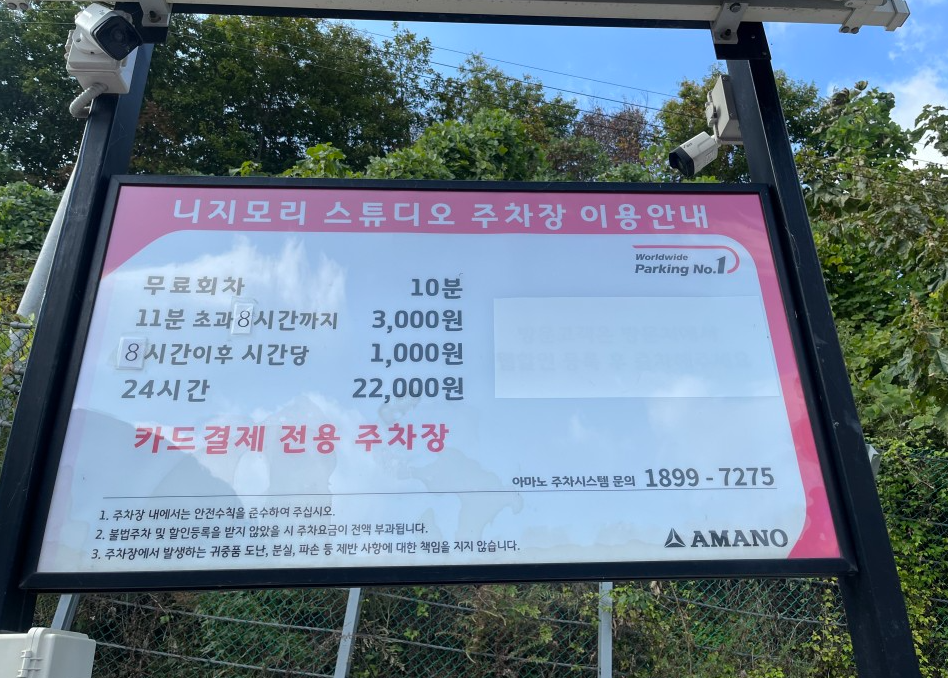 니지모리 스튜디오 주차장 이용안내
Worldwide
Parking No.1
무료회차 10분
11분 초과 8시간까지 3,000원
8시간이후 시간당 1,000원
24시간 22,000원
카드결제 전용 주차장
아마노 주차시스템 문의 1899 - 7275
1. 주차장 내에서는 안전수칙을 준수하여 주십시오.
2. 불법주차 및 할인등록을 받지 않았을 시 주차요금이 전액 부과됩니다.
3. 주차장에서 발생하는 귀중품 도난, 분실, 파손 등 제반 사항에 대한 책임을 지지 않습니다.
AMANO